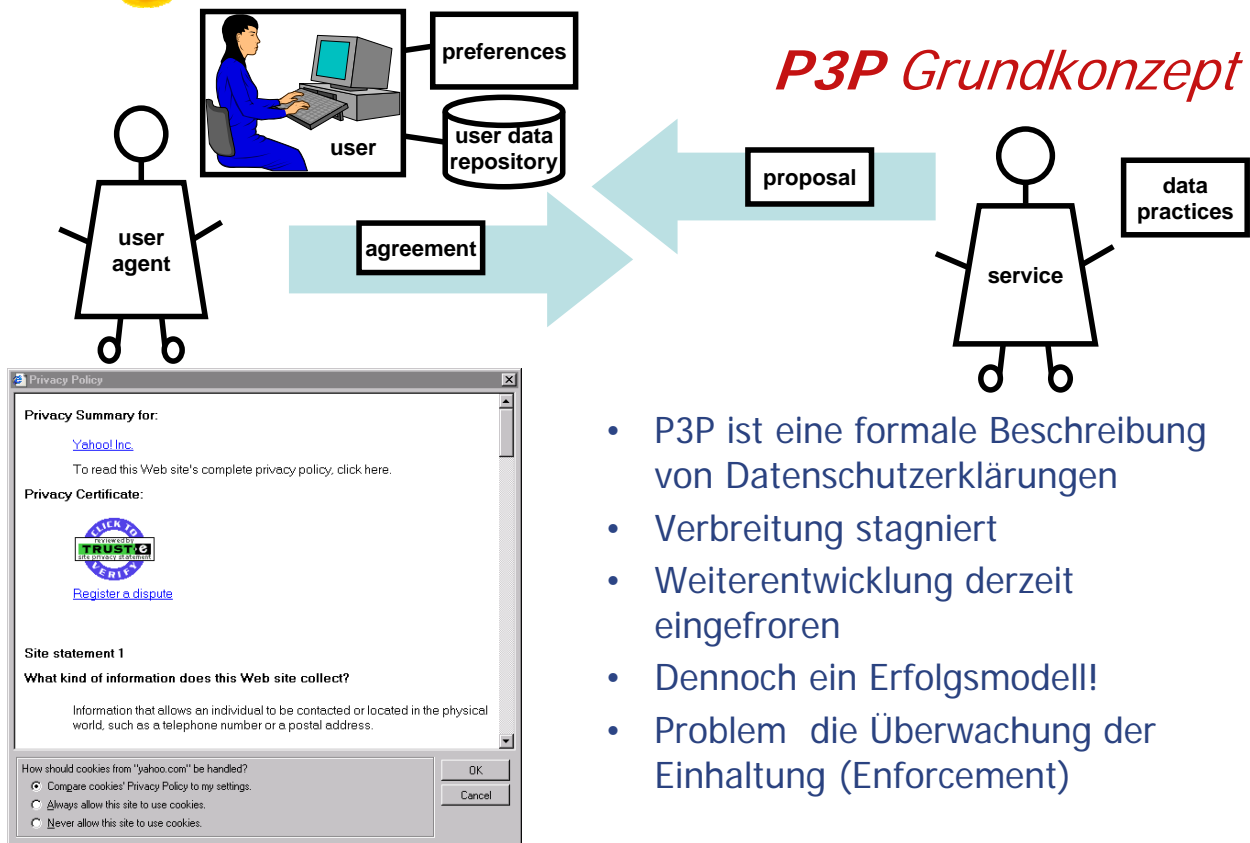 P3P Grundkonzept
preferences
user
user data
repository
user
agent
agreement
proposal
service
data
practices
Privacy Policy
Privacy Summary for:
Yahoo! Inc.
To read this Web site's complete privacy policy, click here.
Privacy Certificate:
CLICK TO
reviewed by
TRUSTe
site privacy statement
VERIFY
Register a dispute
Site statement 1
What kind of information does this Web site collect?
Information that allows an individual to be contacted or located in the physical
world, such as a telephone number or a postal address.
How should cookies from "yahoo.com" be handled?
Compare cookies' Privacy Policy to my settings.
Always allow this site to use cookies.
Never allow this site to use cookies.
OK
Cancel
• P3P ist eine formale Beschreibung
von Datenschutzerklärungen
• Verbreitung stagniert
• Weiterentwicklung derzeit
eingefroren
• Dennoch ein Erfolgsmodell!
• Problem die Überwachung der
Einhaltung (Enforcement)